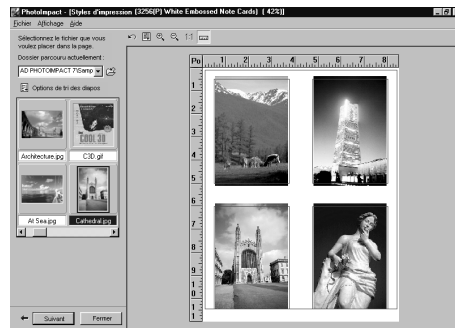 PhotoImpact - [Styles d'impression (3256(P) White Embossed Note Cards) ( 42%)]
Fichier Affichage Aide
Sélectionnez le fichier que vous
voulez placer dans la page.
Dossier parcouru actuellement :
AD PHOTOIMPACT 7\Samp
Options de tri des diapos
COOL 3D
Architecture.jpg C3D.gif
At Sea.jpg Cathedral.jpg
Suivant Fermer
1:1
Po 1 2 3 4 5 6 7 8
1
2
3
4
5
6
7
8
9
10
11